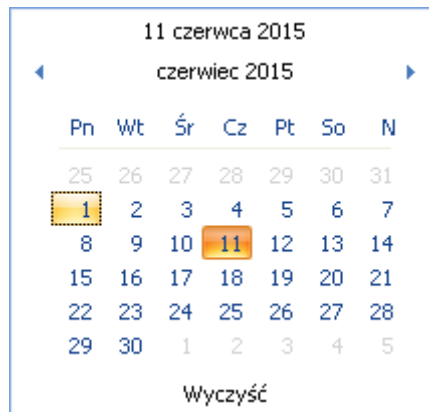 11 czerwca 2015
czerwiec 2015
Pn Wt Śr Cz Pt So N
25 26 27 28 29 30 31
1 2 3 4 5 6 7
8 9 10 11 12 13 14
15 16 17 18 19 20 21
22 23 24 25 26 27 28
29 30 1 2 3 4 5
Wyczyść